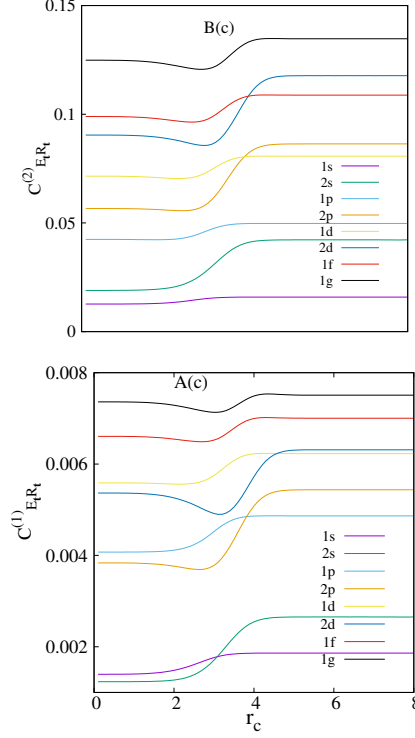 B(c)
0.15
0.1
0.05
0
C(2)EtRt
1s
2s
1p
2p
1d
2d
1f
1g
A(c)
0.008
0.006
0.004
0.002
C(1)EtRt
1s
2s
1p
2p
1d
2d
1f
1g
0 2 4 6 8
rc